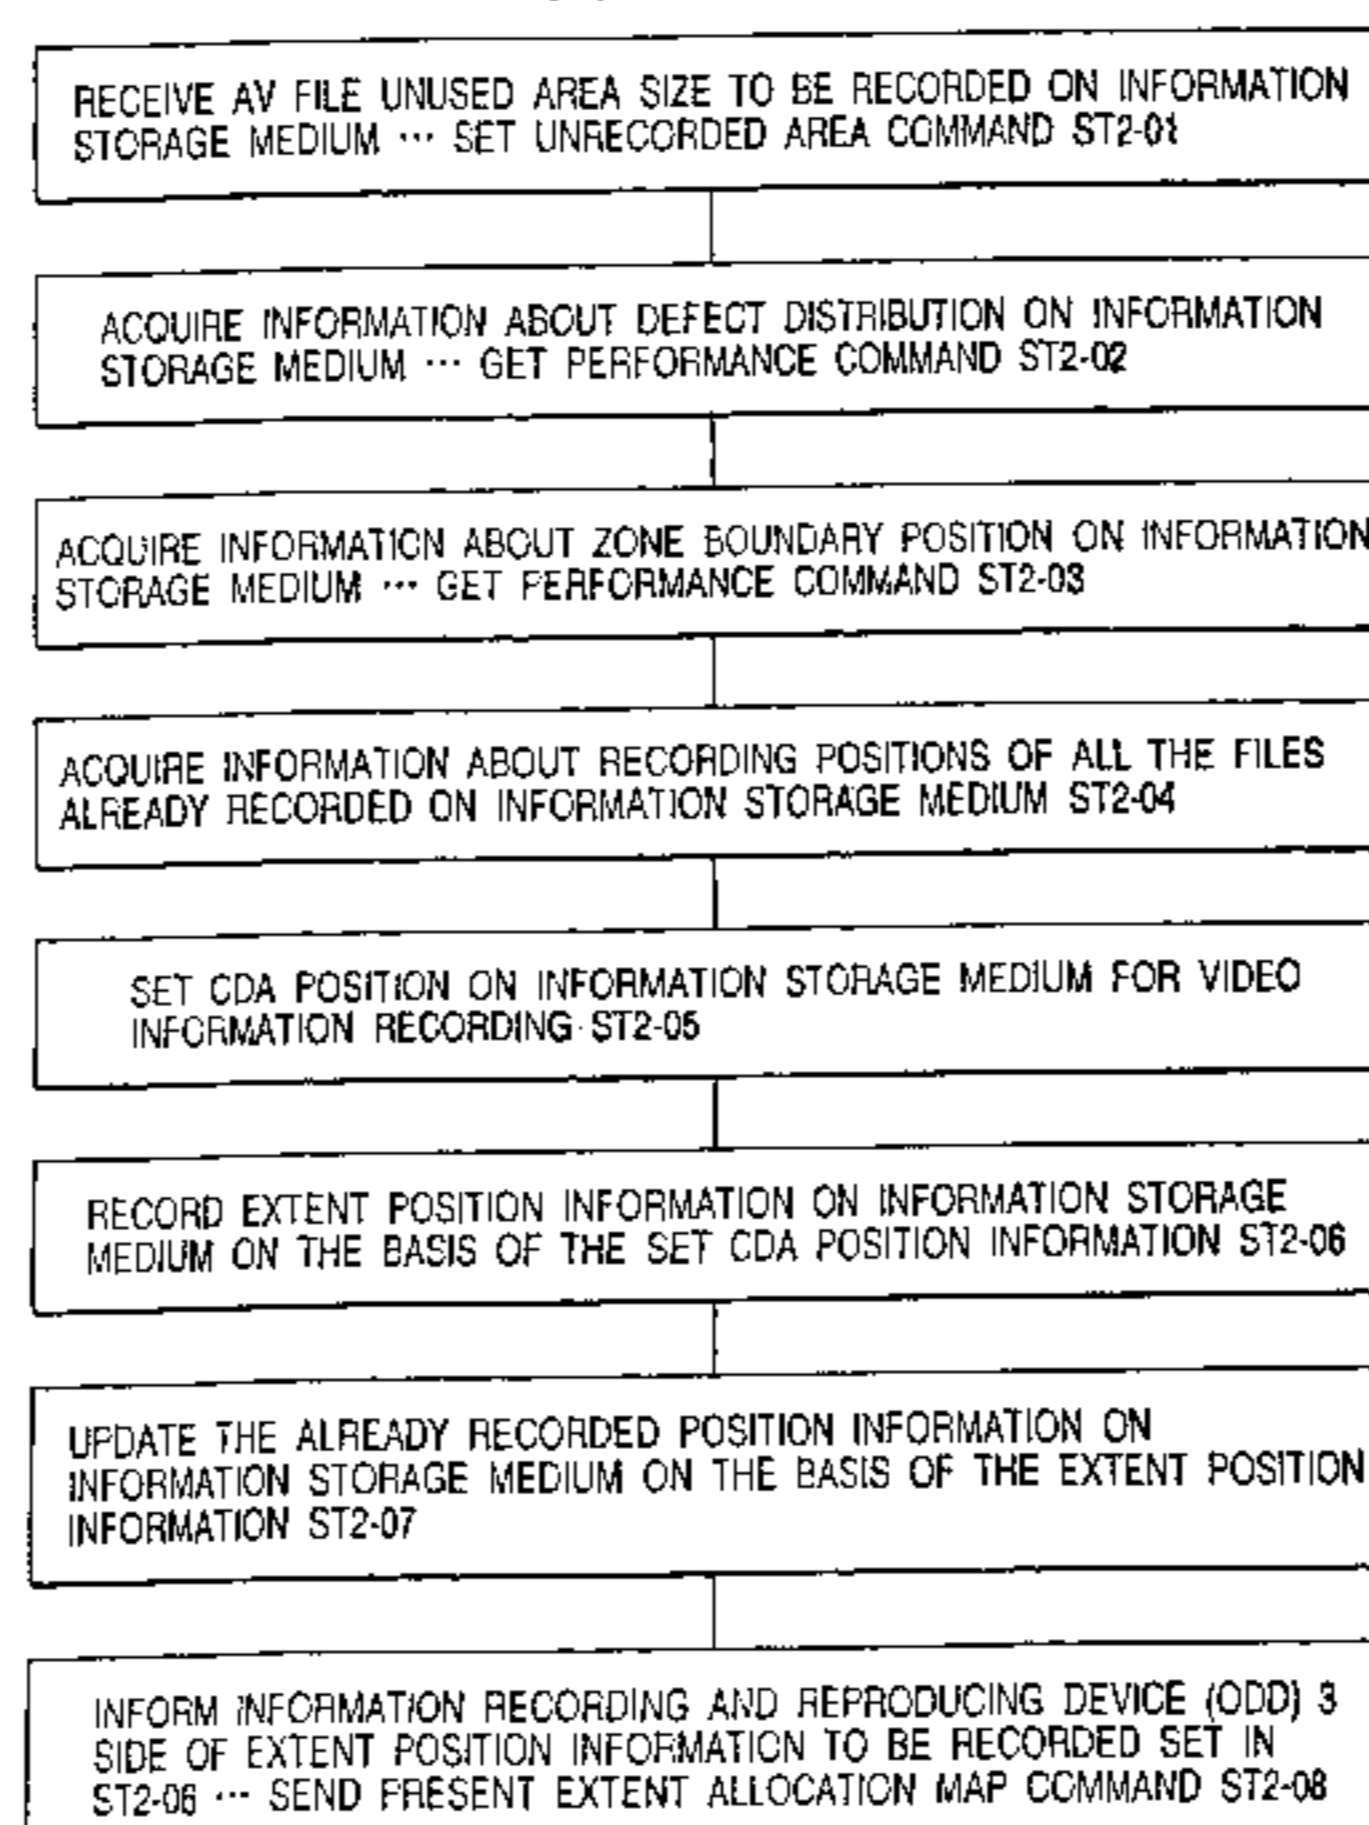 RECEIVE AV FILE UNUSED AREA SIZE TO BE RECORDED ON INFORMATION
STORAGE MEDIUM ··· SET UNRECORDED AREA COMMAND ST2-01
ACQUIRE INFORMATION ABOUT DEFECT DISTRIBUTION ON INFORMATION
STORAGE MEDIUM ··· GET PERFORMANCE COMMAND ST2-02
ACQUIRE INFORMATION ABOUT ZONE BOUNDARY POSITION ON INFORMATION
STORAGE MEDIUM ··· GET PERFORMANCE COMMAND ST2-03
ACQUIRE INFORMATION ABOUT RECORDING POSITIONS OF ALL THE FILES
ALREADY RECORDED ON INFORMATION STORAGE MEDIUM ST2-04
SET CDA POSITION ON INFORMATION STORAGE MEDIUM FOR VIDEO
INFORMATION RECORDING ST2-05
RECORD EXTENT POSITION INFORMATION ON INFORMATION STORAGE
MEDIUM ON THE BASIS OF THE SET CDA POSITION INFORMATION ST2-06
UPDATE THE ALREADY RECORDED POSITION INFORMATION ON
INFORMATION STORAGE MEDIUM ON THE BASIS OF THE EXTENT POSITION
INFORMATION ST2-07
INFORM INFORMATION RECORDING AND REPRODUCING DEVICE (ODD) 3
SIDE OF EXTENT POSITION INFORMATION TO BE RECORDED SET IN
ST2-06 ··· SEND PRESENT EXTENT ALLOCATION MAP COMMAND ST2-08